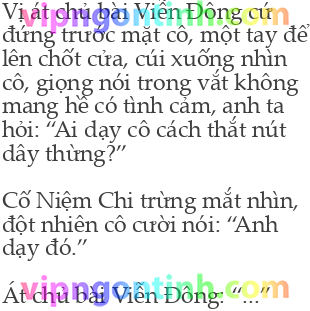 Vị át chủ bài Viễn Đông cứ
đứng trước mặt cô, một tay để
lên chốt cửa, cúi xuống nhìn
cô, giọng nói trong vắt không
mang hề có tình cảm, anh ta
hỏi: “Ai dạy cô cách thắt nút
dây thừng?”
Cố Niệm Chi trừng mắt nhìn,
đột nhiên cô cười nói: “Anh
dạy đó.”
Át chủ bài Viễn Đông: “...”
vipngontinh.com
vipngontinh.com